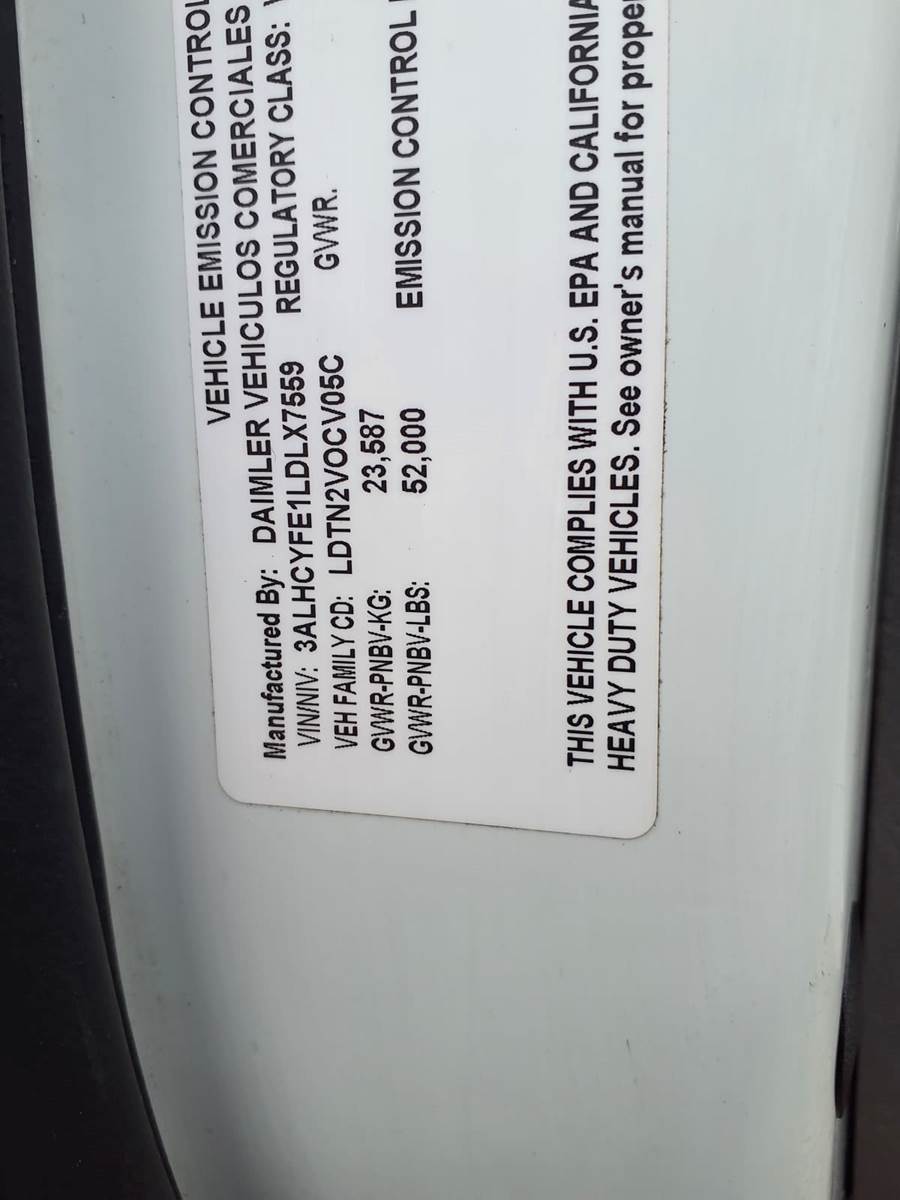 VEHICLE EMISSION CONTROL
Manufactured By: DAIMLER VEHICULOS COMERCIALES
VIN/NIV: 3ALHCYFE1LDLX7559 REGULATORY CLASS:
VEH FAMILY CD: LDTN2VOCV05C GVWR.
GVWR-PNBV-KG: 23,587
GVWR-PNBV-LBS: 52,000 EMISSION CONTROL
THIS VEHICLE COMPLIES WITH U.S. EPA AND CALIFORNIA
HEAVY DUTY VEHICLES. See owner's manual for prope